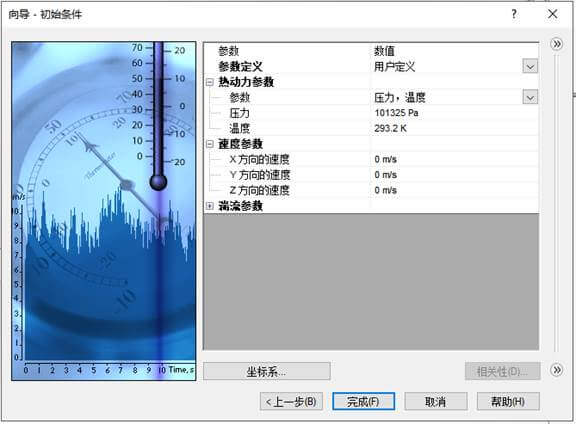 向导 - 初始条件
? ×
参数 数值
参数定义 用户定义
热动力参数
参数 压力，温度
压力 101325 Pa
温度 293.2 K
速度参数
X 方向的速度 0 m/s
Y 方向的速度 0 m/s
Z 方向的速度 0 m/s
湍流参数
70
60
50
40
30
20
10
0
20
10
0
-10
-20
Thermometer
m/s
10
9
8
7
6
5
4
3
2
1
0
0 1 2 3 4 5 6 7 8 9 10 Time, s
坐标系... 相关性(D)...
< 上一步(B) 完成(F) 取消 帮助(H)